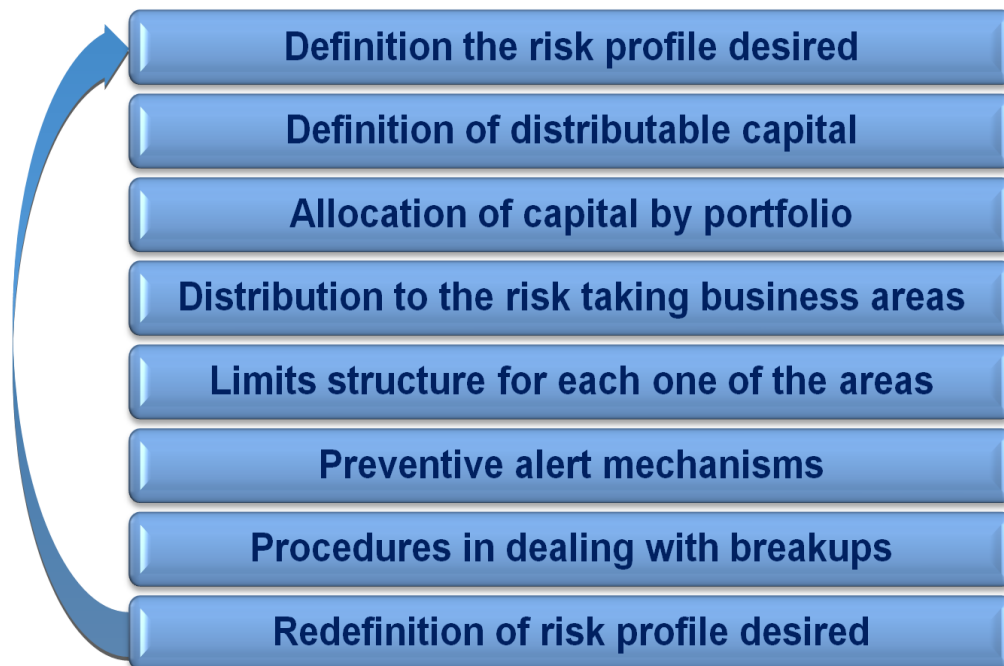 Definition the risk profile desired
Definition of distributable capital
Allocation of capital by portfolio
Distribution to the risk taking business areas
Limits structure for each one of the areas
Preventive alert mechanisms
Procedures in dealing with breakups
Redefinition of risk profile desired